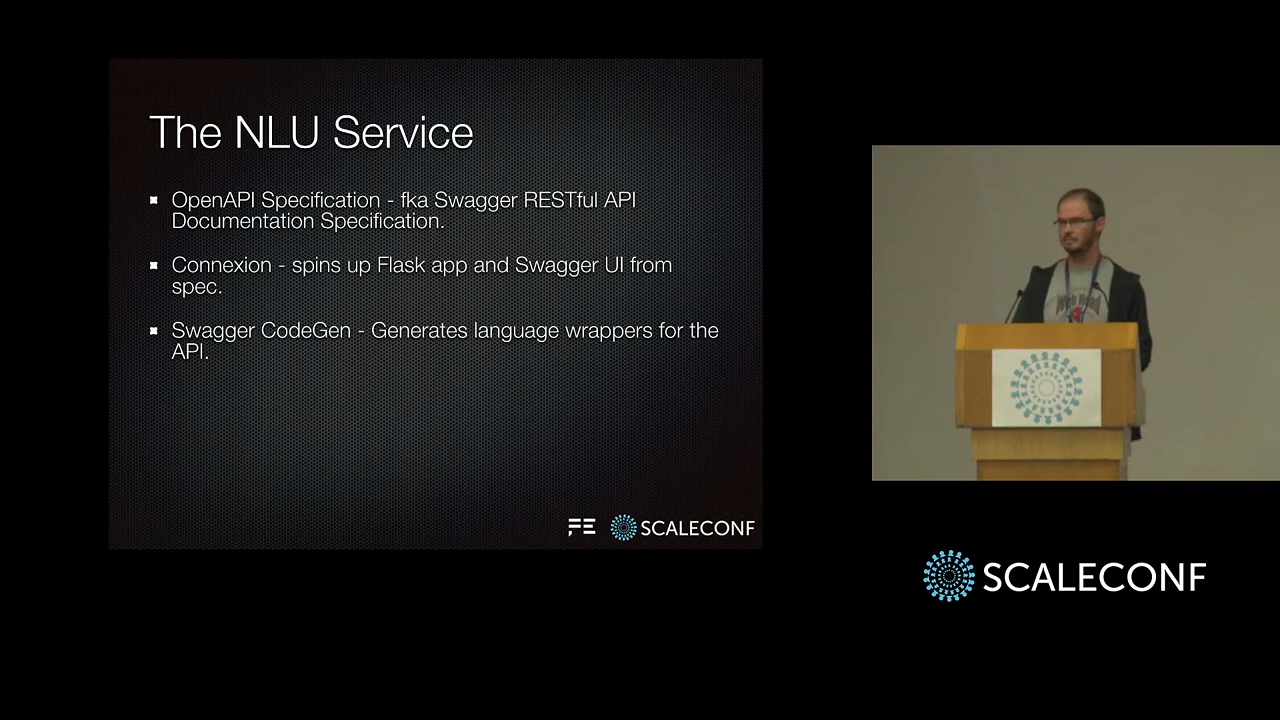 The NLU Service
OpenAPI Specification - fka Swagger RESTful API
Documentation Specification.
Connexion - spins up Flask app and Swagger UI from
spec.
Swagger CodeGen - Generates language wrappers for the
API.
FE SCALECONF
SCALECONF